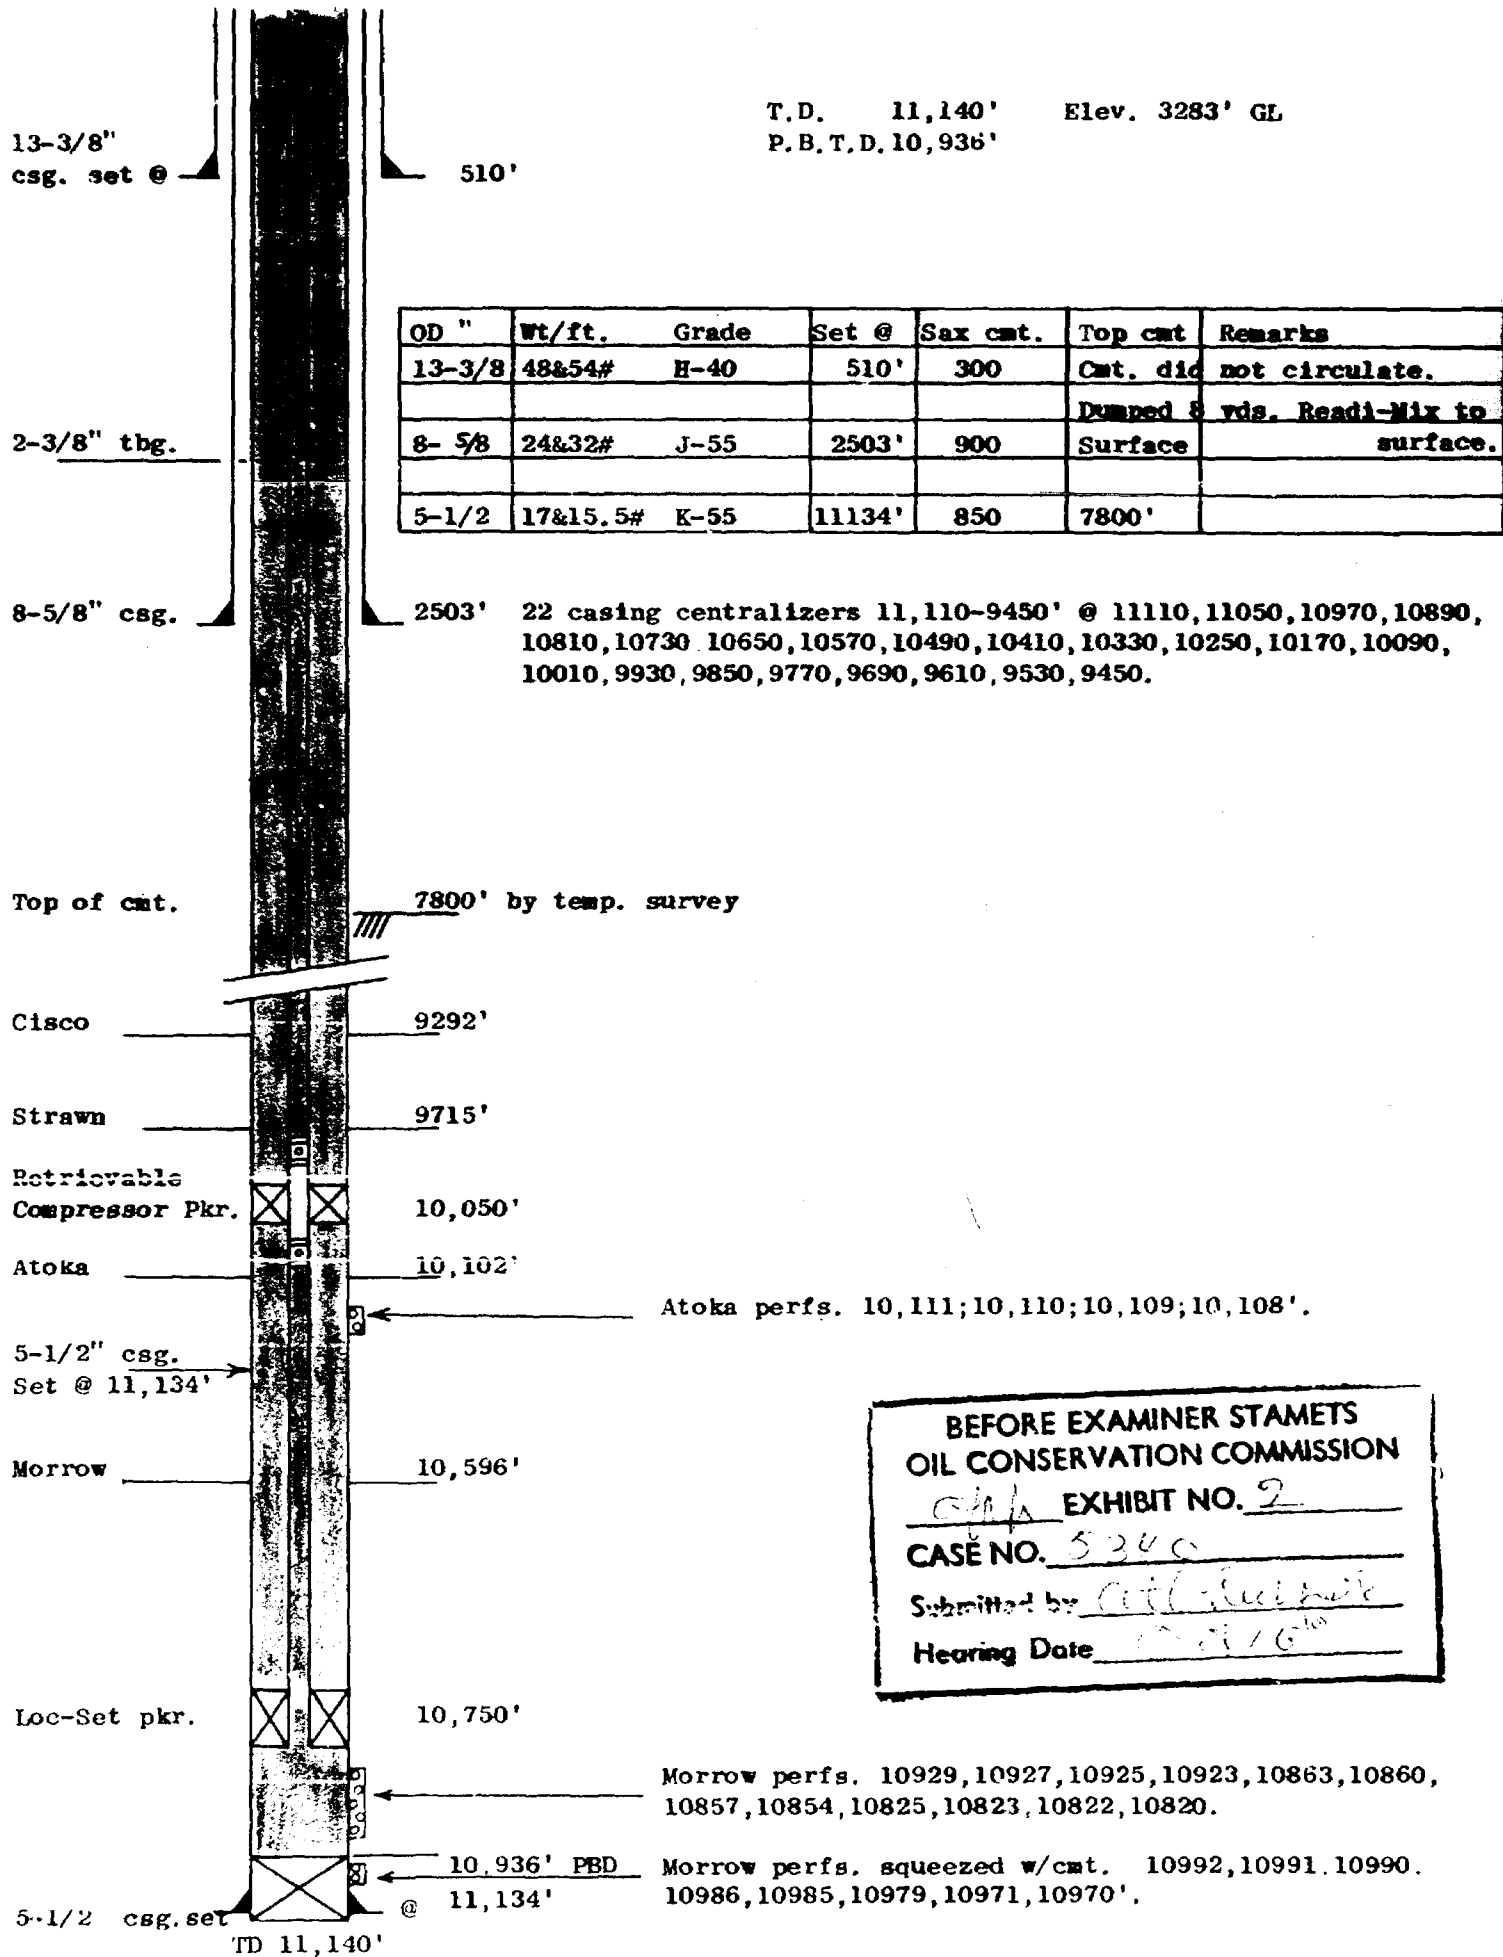 T.D. 11,140' Elev. 3283' GL
P.B.T.D. 10,936'
13-3/8"
csg. set @ 510'
OD " Wt/ft. Grade Set @ Sax cmt. Top cmt Remarks
13-3/8 48&54# H-40 510' 300 Cmt. did not circulate.
Dumped 8 yds. Readi-Mix to
8- 5/8 24&32# J-55 2503' 900 Surface surface.
5-1/2 17&15.5# K-55 11134' 850 7800'
2-3/8" tbg.
8-5/8" csg. 2503' 22 casing centralizers 11,110-9450' @ 11110,11050,10970,10890,
10810,10730 10650,10570,10490,10410,10330,10250,10170,10090,
10010,9930,9850,9770,9690,9610,9530,9450.
Top of cmt. 7800' by temp. survey
Cisco 9292'
Strawn 9715'
Retrievable
Compressor Pkr. 10,050'
Atoka 10,102'
Atoka perfs. 10,111;10,110;10,109;10,108'.
5-1/2" csg.
Set @ 11,134'
Morrow 10,596'
BEFORE EXAMINER STAMETS
OIL CONSERVATION COMMISSION
EXHIBIT NO. 2
CASE NO. 5340
Submitted by
Hearing Date
Loc-Set pkr. 10,750'
Morrow perfs. 10929,10927,10925,10923,10863,10860,
10857,10854,10825,10823,10822,10820.
10,936' PBD Morrow perfs. squeezed w/cmt. 10992,10991.10990.
10986,10985,10979,10971,10970'.
5-1/2 csg.set @ 11,134'
TD 11,140'